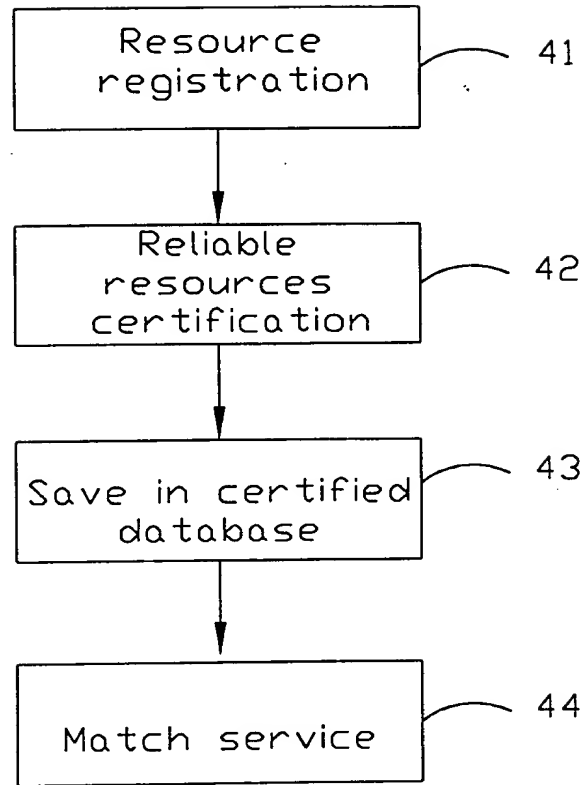 Resource
registration
41
Reliable
resources
certification
42
Save in certified
database
43
Match service
44